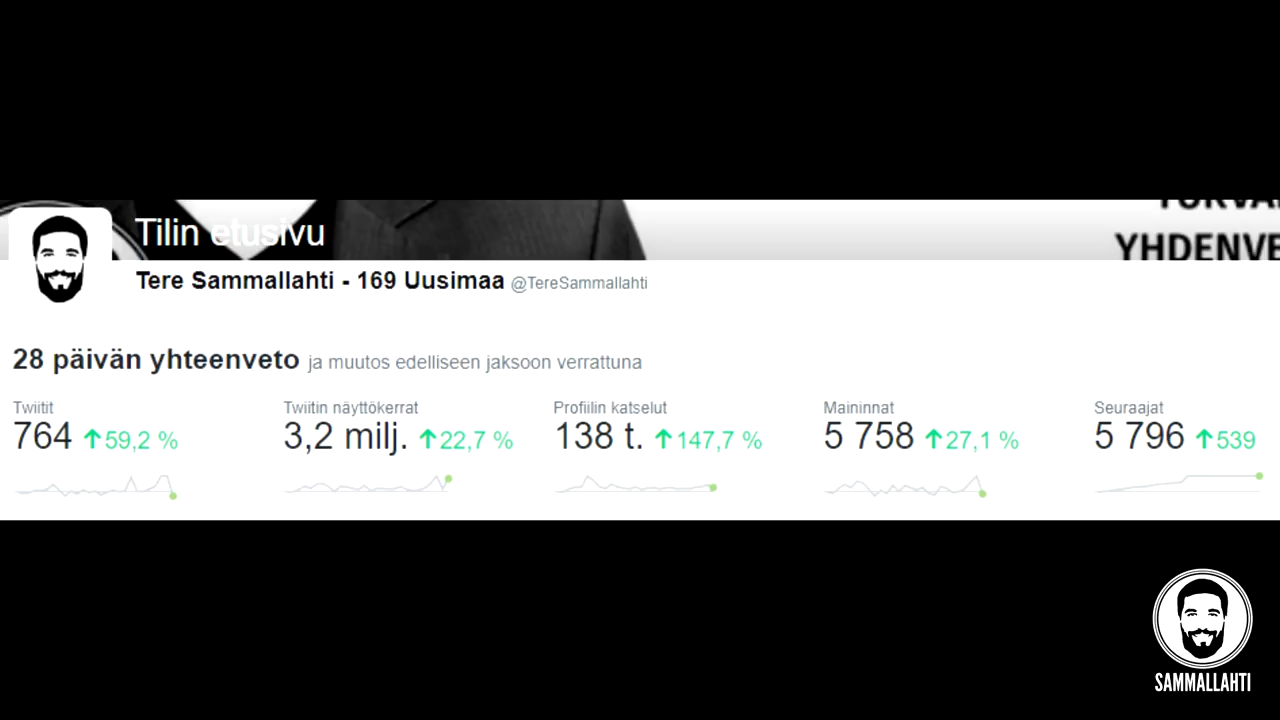 Tilin etusivu
YHDENVE
Tere Sammallahti - 169 Uusimaa @TereSammallahti
28 päivän yhteenveto ja muutos edelliseen jaksoon verrattuna
Twiitit
764 ↑59,2 %
Twiitin näyttökerrat
3,2 milj. ↑22,7 %
Profiilin katselut
138 t. ↑147,7 %
Maininnat
5 758 ↑27,1 %
Seuraajat
5 796 ↑539
SAMMALLAHTI